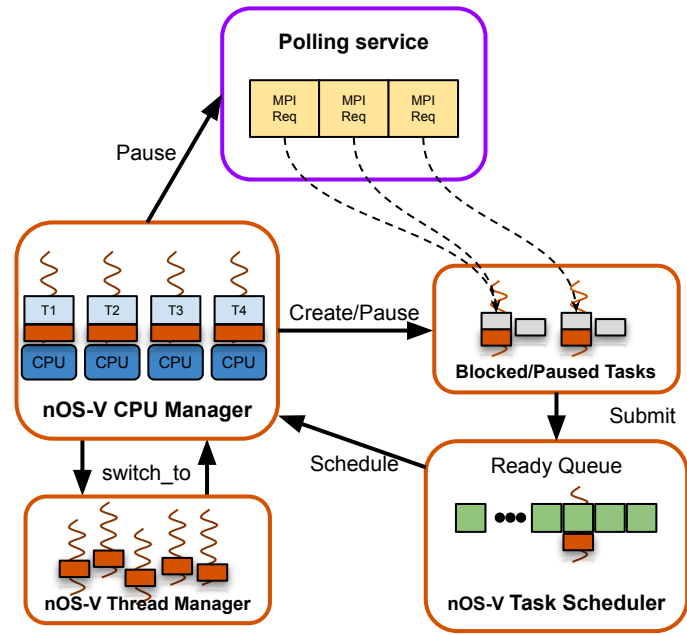 Polling service
MPI
Req
MPI
Req
MPI
Req
Pause
T1
T2
T3
T4
CPU
CPU
CPU
CPU
nOS-V CPU Manager
Create/Pause
Blocked/Paused Tasks
Submit
Schedule
switch_to
Ready Queue
nOS-V Thread Manager
nOS-V Task Scheduler